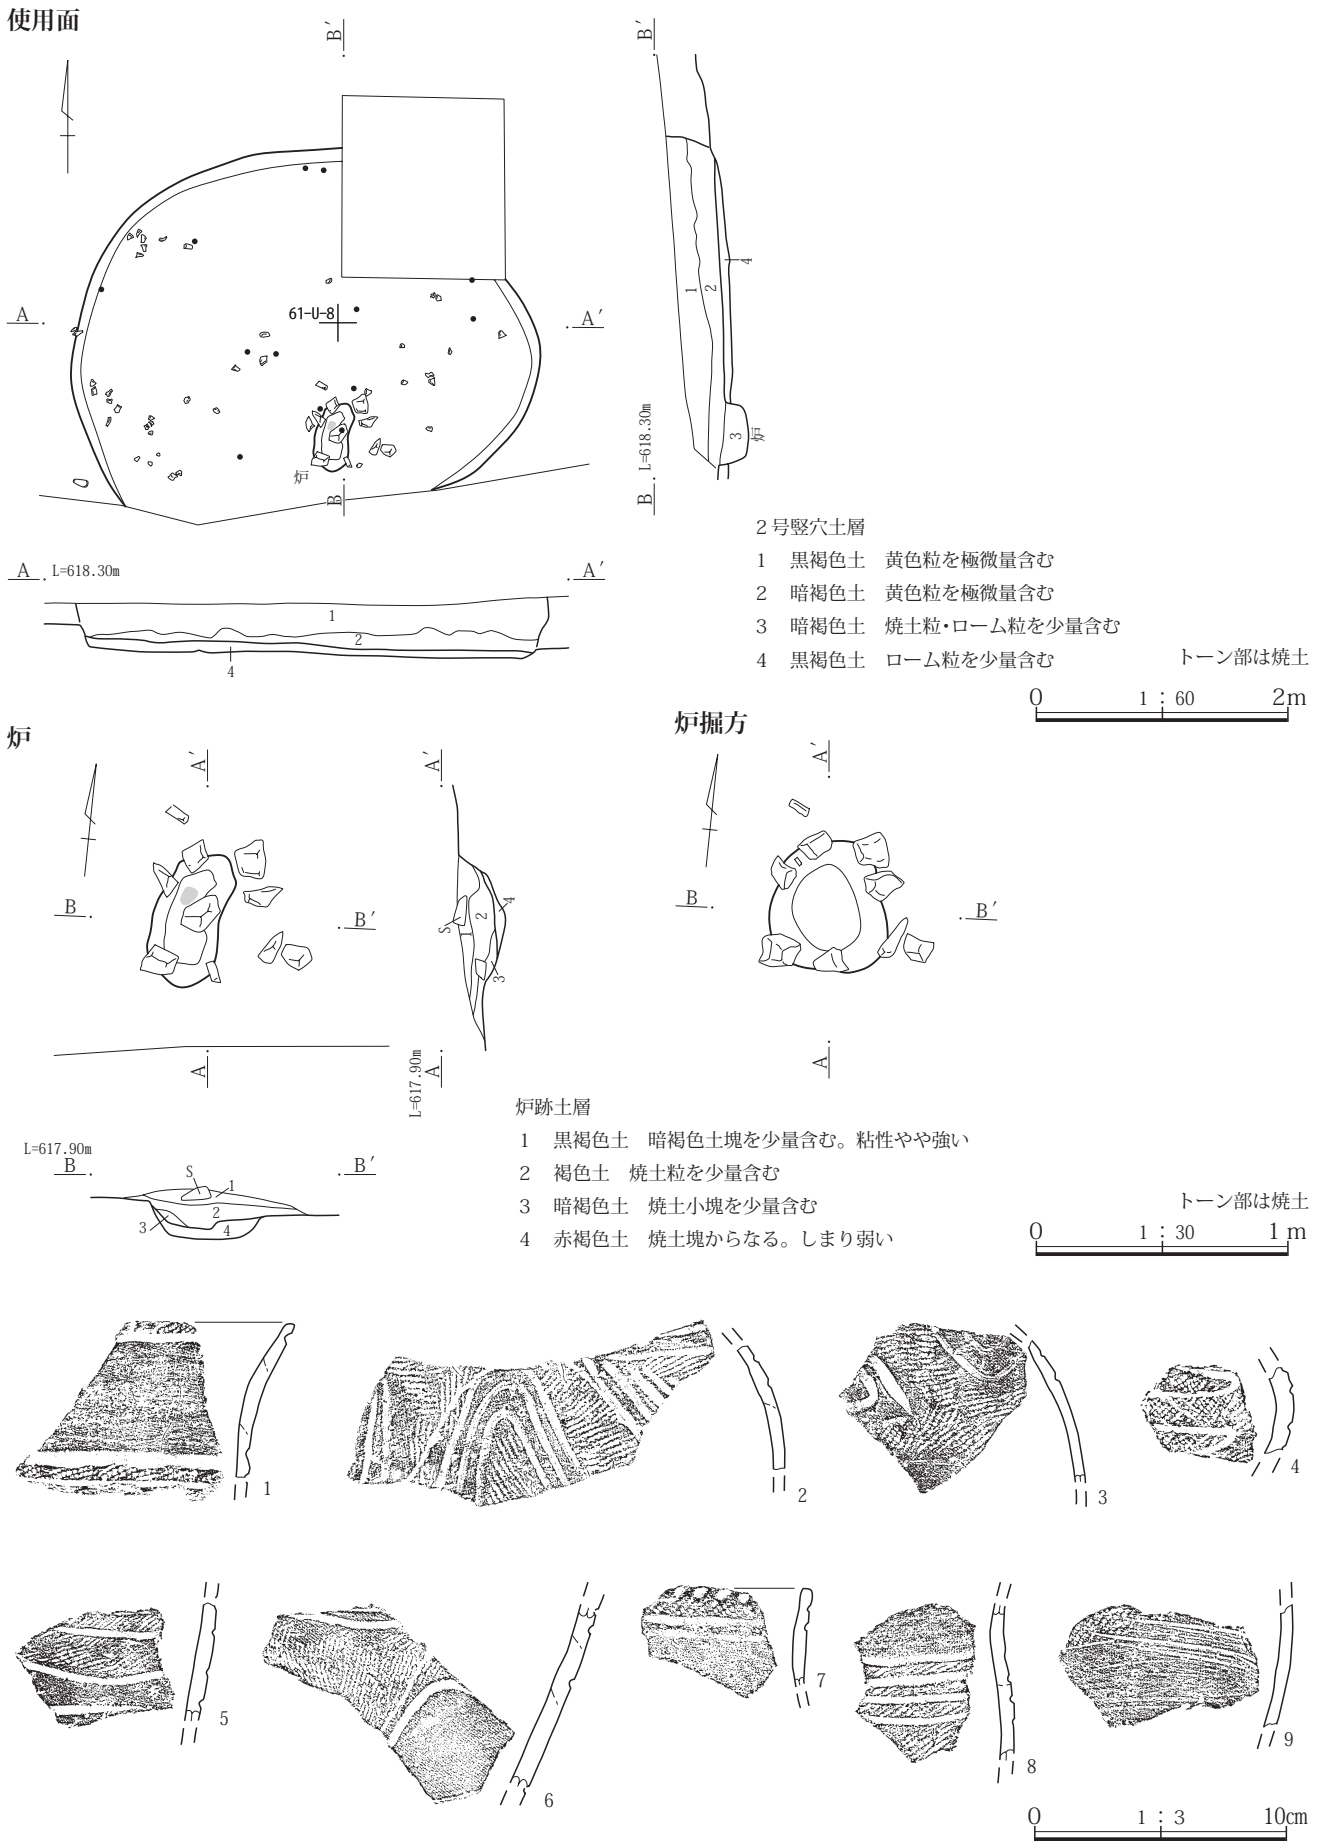 使用面
B′
B′
61-U-8
A
A′
1
2
4
3
炉
L=618.30m
炉
B
B
A
L=618.30m
A′
1
2
4
2号竪穴土層
1 黒褐色土 黄色粒を極微量含む
2 暗褐色土 黄色粒を極微量含む
3 暗褐色土 焼土粒・ローム粒を少量含む
4 黒褐色土 ローム粒を少量含む
トーン部は焼土
0 1:60 2m
炉
炉掘方
A′
A′
A′
B
B′
S
1
2
3
4
B
B′
A
L=617.90m
A
A
炉跡土層
1 黒褐色土 暗褐色土塊を少量含む。粘性やや強い
2 褐色土 焼土粒を少量含む
3 暗褐色土 焼土小塊を少量含む
4 赤褐色土 焼土塊からなる。しまり弱い
L=617.90m
B
B′
S
1
2
3
4
トーン部は焼土
0 1:30 1m
1
2
3
4
5
6
7
8
9
0 1:3 10cm